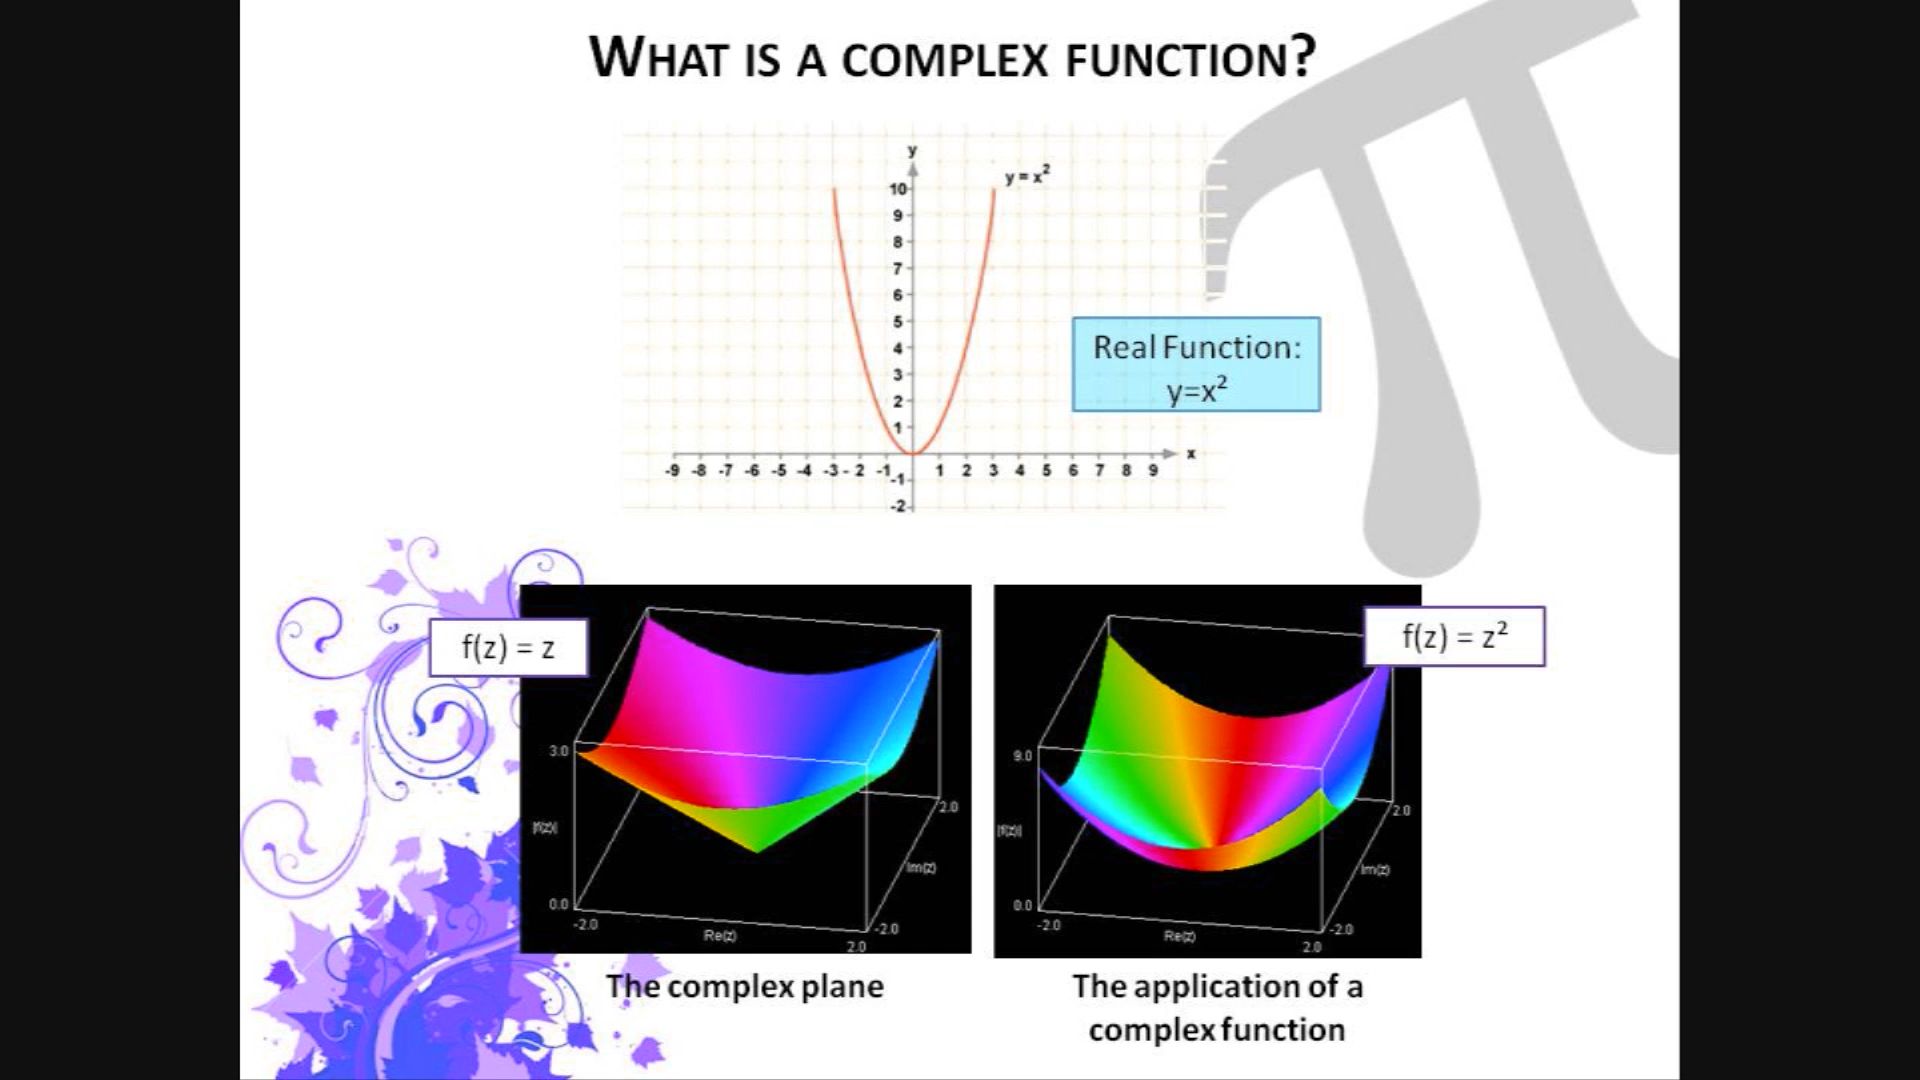 WHAT IS A COMPLEX FUNCTION?
y
y = x²
10
9
8
7
6
5
4
3
2
1
-9 -8 -7 -6 -5 -4 -3 - 2 -1 1 2 3 4 5 6 7 8 9 x
-1
-2
Real Function:
y=x²
f(z) = z
3.0
|f(z)|
0.0
-2.0
Re(z)
2.0
-2.0
Im(z)
2.0
The complex plane
f(z) = z²
9.0
|f(z)|
0.0
-2.0
Re(z)
2.0
-2.0
Im(z)
2.0
The application of a
complex function